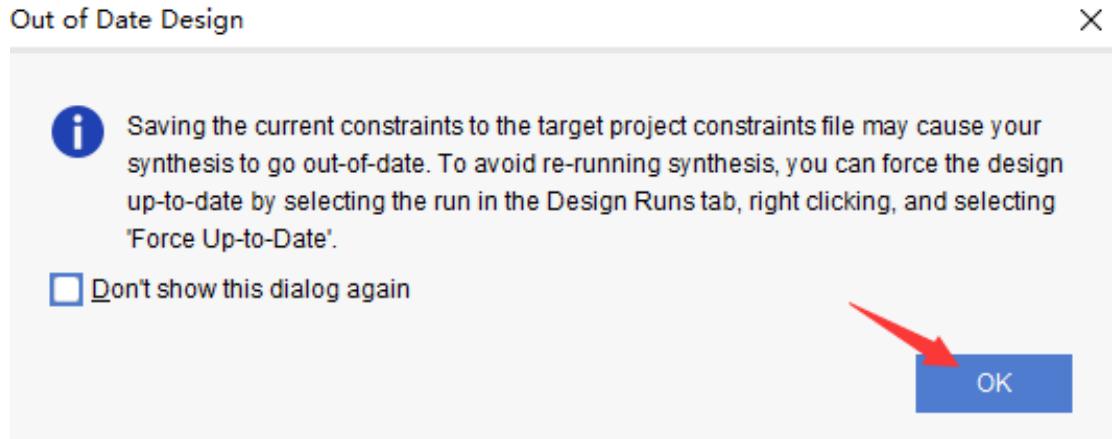 Out of Date Design
Saving the current constraints to the target project constraints file may cause your
synthesis to go out-of-date. To avoid re-running synthesis, you can force the design
up-to-date by selecting the run in the Design Runs tab, right clicking, and selecting
'Force Up-to-Date'.
Don't show this dialog again
OK